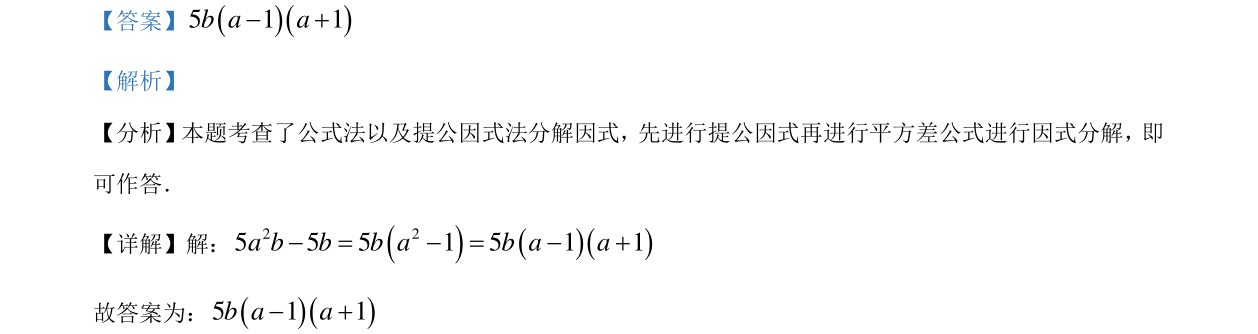 【答案】5b(a−1)(a+1)
【解析】
【分析】本题考查了公式法以及提公因式法分解因式，先进行提公因式再进行平方差公式进行因式分解，即
可作答．
【详解】解：5a²b−5b=5b(a²−1)=5b(a−1)(a+1)
故答案为：5b(a−1)(a+1)